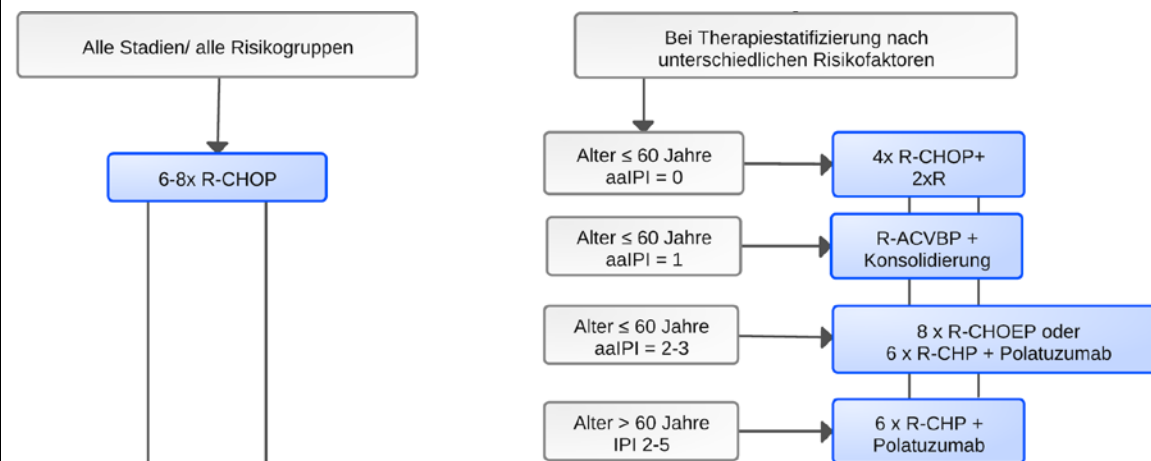 Alle Stadien/ alle Risikogruppen
6-8x R-CHOP
Bei Therapiestatifizierung nach
unterschiedlichen Risikofaktoren
Alter ≤ 60 Jahre
aaIPI = 0
4x R-CHOP+
2xR
Alter ≤ 60 Jahre
aaIPI = 1
R-ACVBP +
Konsolidierung
Alter ≤ 60 Jahre
aaIPI = 2-3
8 x R-CHOEP oder
6 x R-CHP + Polatuzumab
Alter > 60 Jahre
IPI 2-5
6 x R-CHP +
Polatuzumab